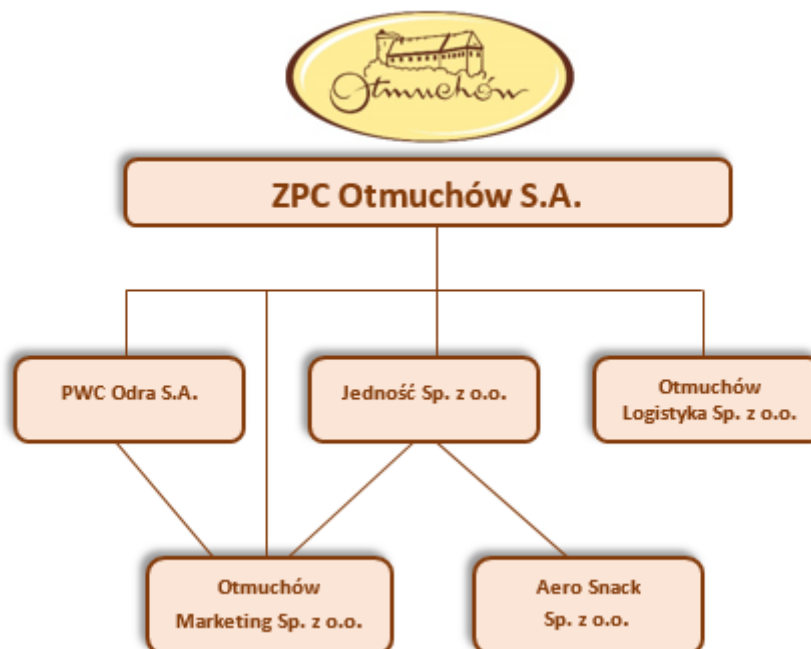 Otmuchów
ZPC Otmuchów S.A.
PWC Odra S.A.
Jedność Sp. z o.o.
Otmuchów
Logistyka Sp. z o.o.
Otmuchów
Marketing Sp. z o.o.
Aero Snack
Sp. z o.o.